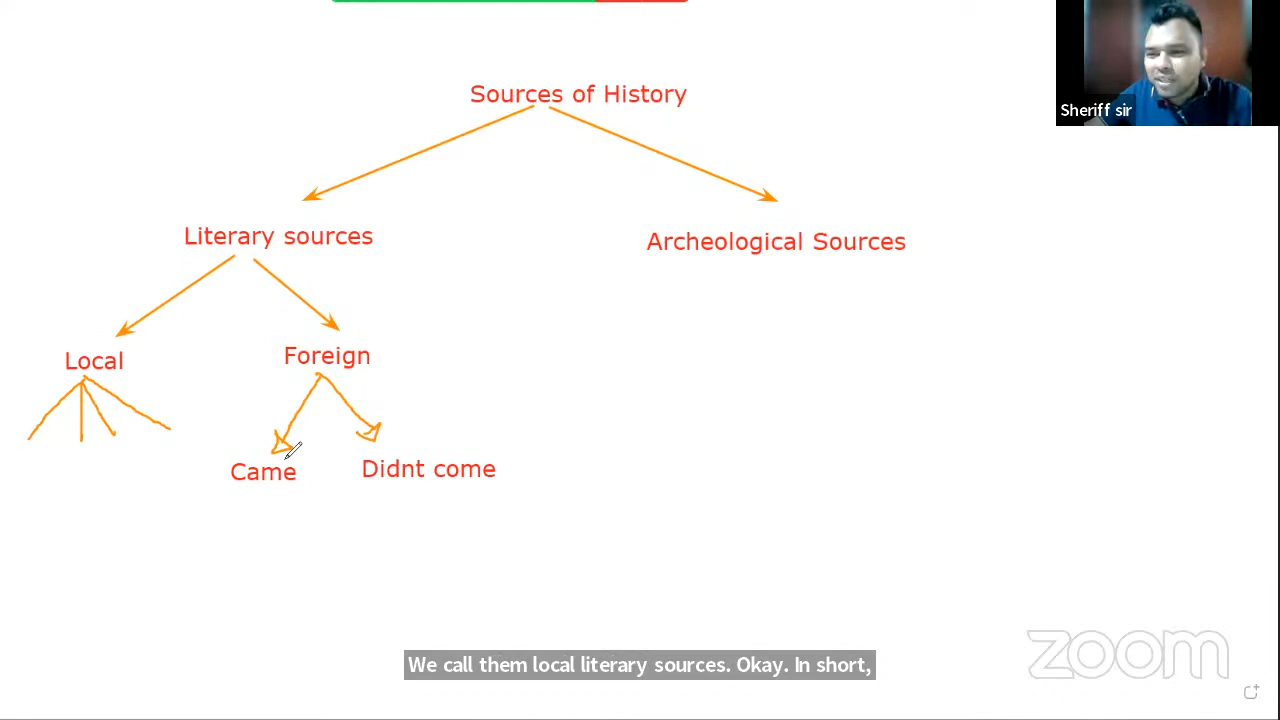 Sources of History
Sheriff sir
Literary sources
Archeological Sources
Local
Foreign
Came
Didnt come
We call them local literary sources. Okay. In short,
zoom